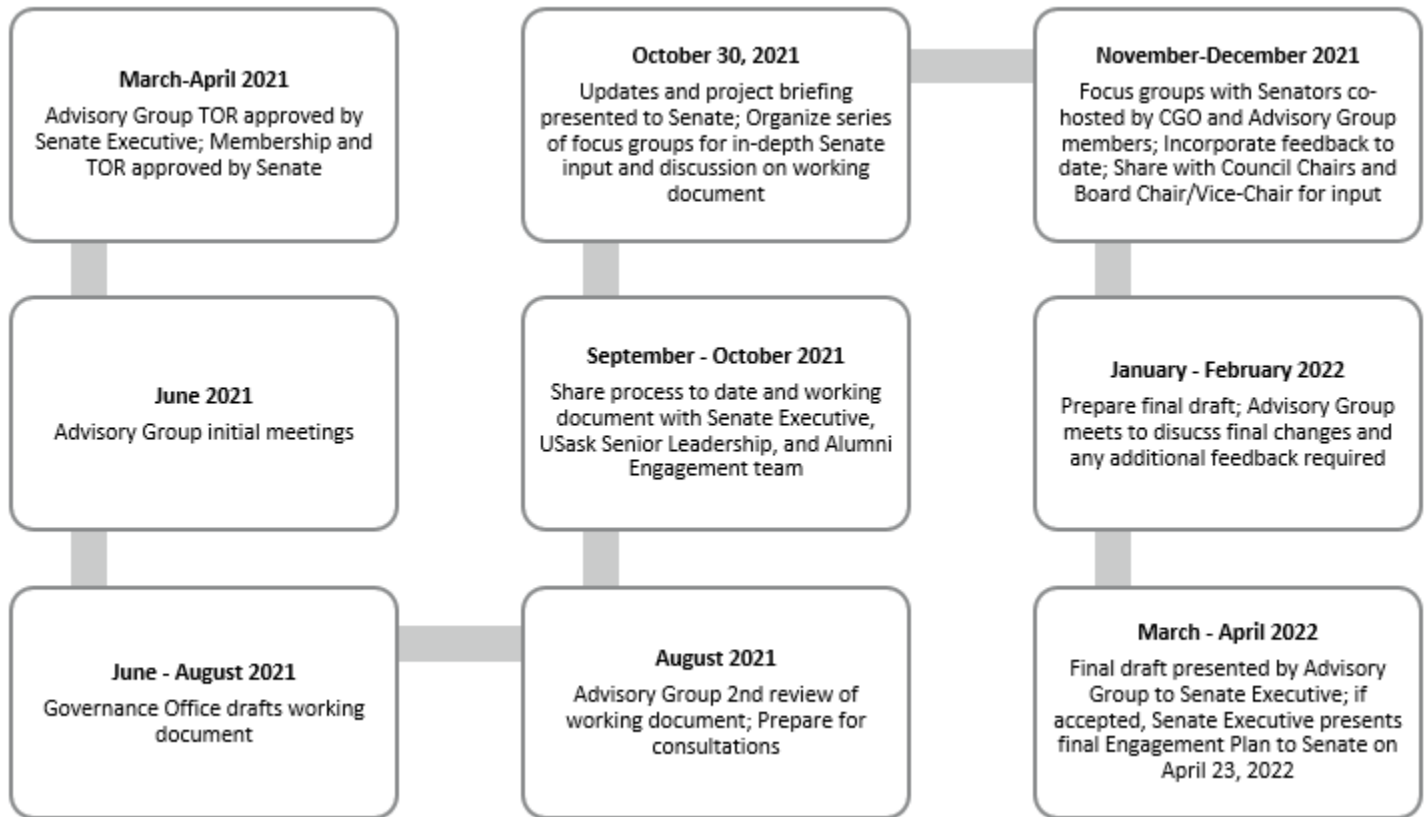 March-April 2021
Advisory Group TOR approved by
Senate Executive; Membership and
TOR approved by Senate
June 2021
Advisory Group initial meetings
June - August 2021
Governance Office drafts working
document
August 2021
Advisory Group 2nd review of
working document; Prepare for
consultations
September - October 2021
Share process to date and working
document with Senate Executive,
USask Senior Leadership, and Alumni
Engagement team
October 30, 2021
Updates and project briefing
presented to Senate; Organize series
of focus groups for in-depth Senate
input and discussion on working
document
November-December 2021
Focus groups with Senators co-
hosted by CGO and Advisory Group
members; Incorporate feedback to
date; Share with Council Chairs and
Board Chair/Vice-Chair for input
January - February 2022
Prepare final draft; Advisory Group
meets to disucss final changes and
any additional feedback required
March - April 2022
Final draft presented by Advisory
Group to Senate Executive; if
accepted, Senate Executive presents
final Engagement Plan to Senate on
April 23, 2022